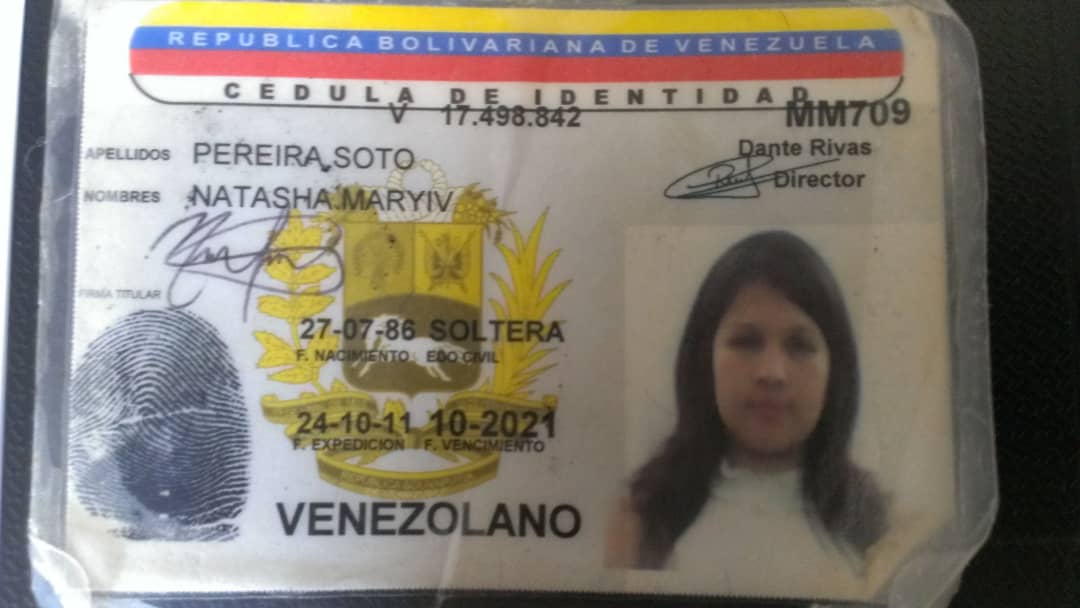 REPUBLICA BOLIVARIANA DE VENEZUELA
CEDULA DE IDENTIDAD
V 17.498.842 MM709
APELLIDOS PEREIRA SOTO
Dante Rivas
Director
NOMBRES NATASHA MARYIV
FIRMA TITULAR
27-07-86 SOLTERA
F. NACIMIENTO EDO.CIVIL
24-10-11 10-2021
F. EXPEDICION F. VENCIMIENTO
VENEZOLANO